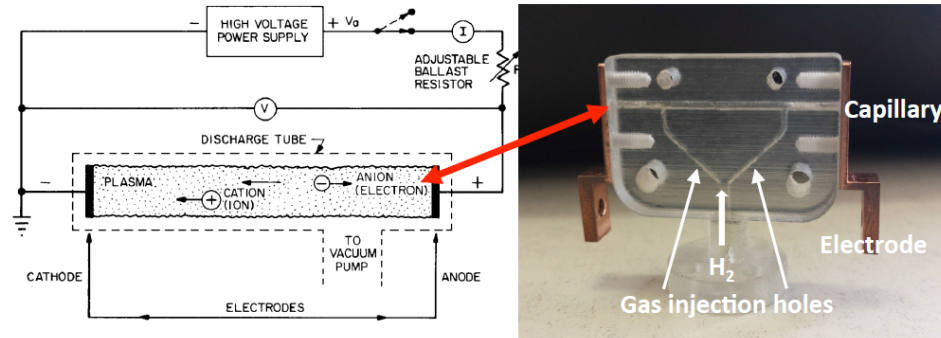 HIGH VOLTAGE
POWER SUPPLY
−
+ Va
I
ADJUSTABLE
BALLAST
RESISTOR
R
V
DISCHARGE TUBE
−
PLASMA
CATION
(ION)
+
−
ANION
(ELECTRON)
+
TO
VACUUM
PUMP
CATHODE
ANODE
ELECTRODES
Capillary
Electrode
H2
Gas injection holes